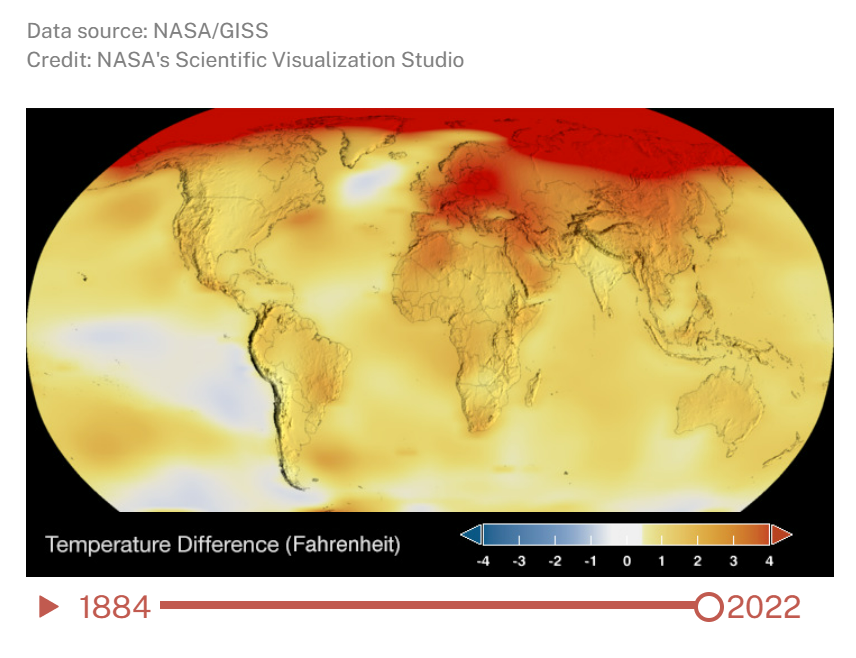 Data source: NASA/GISS
Credit: NASA's Scientific Visualization Studio
Temperature Difference (Fahrenheit)
-4 -3 -2 -1 0 1 2 3 4
1884 2022